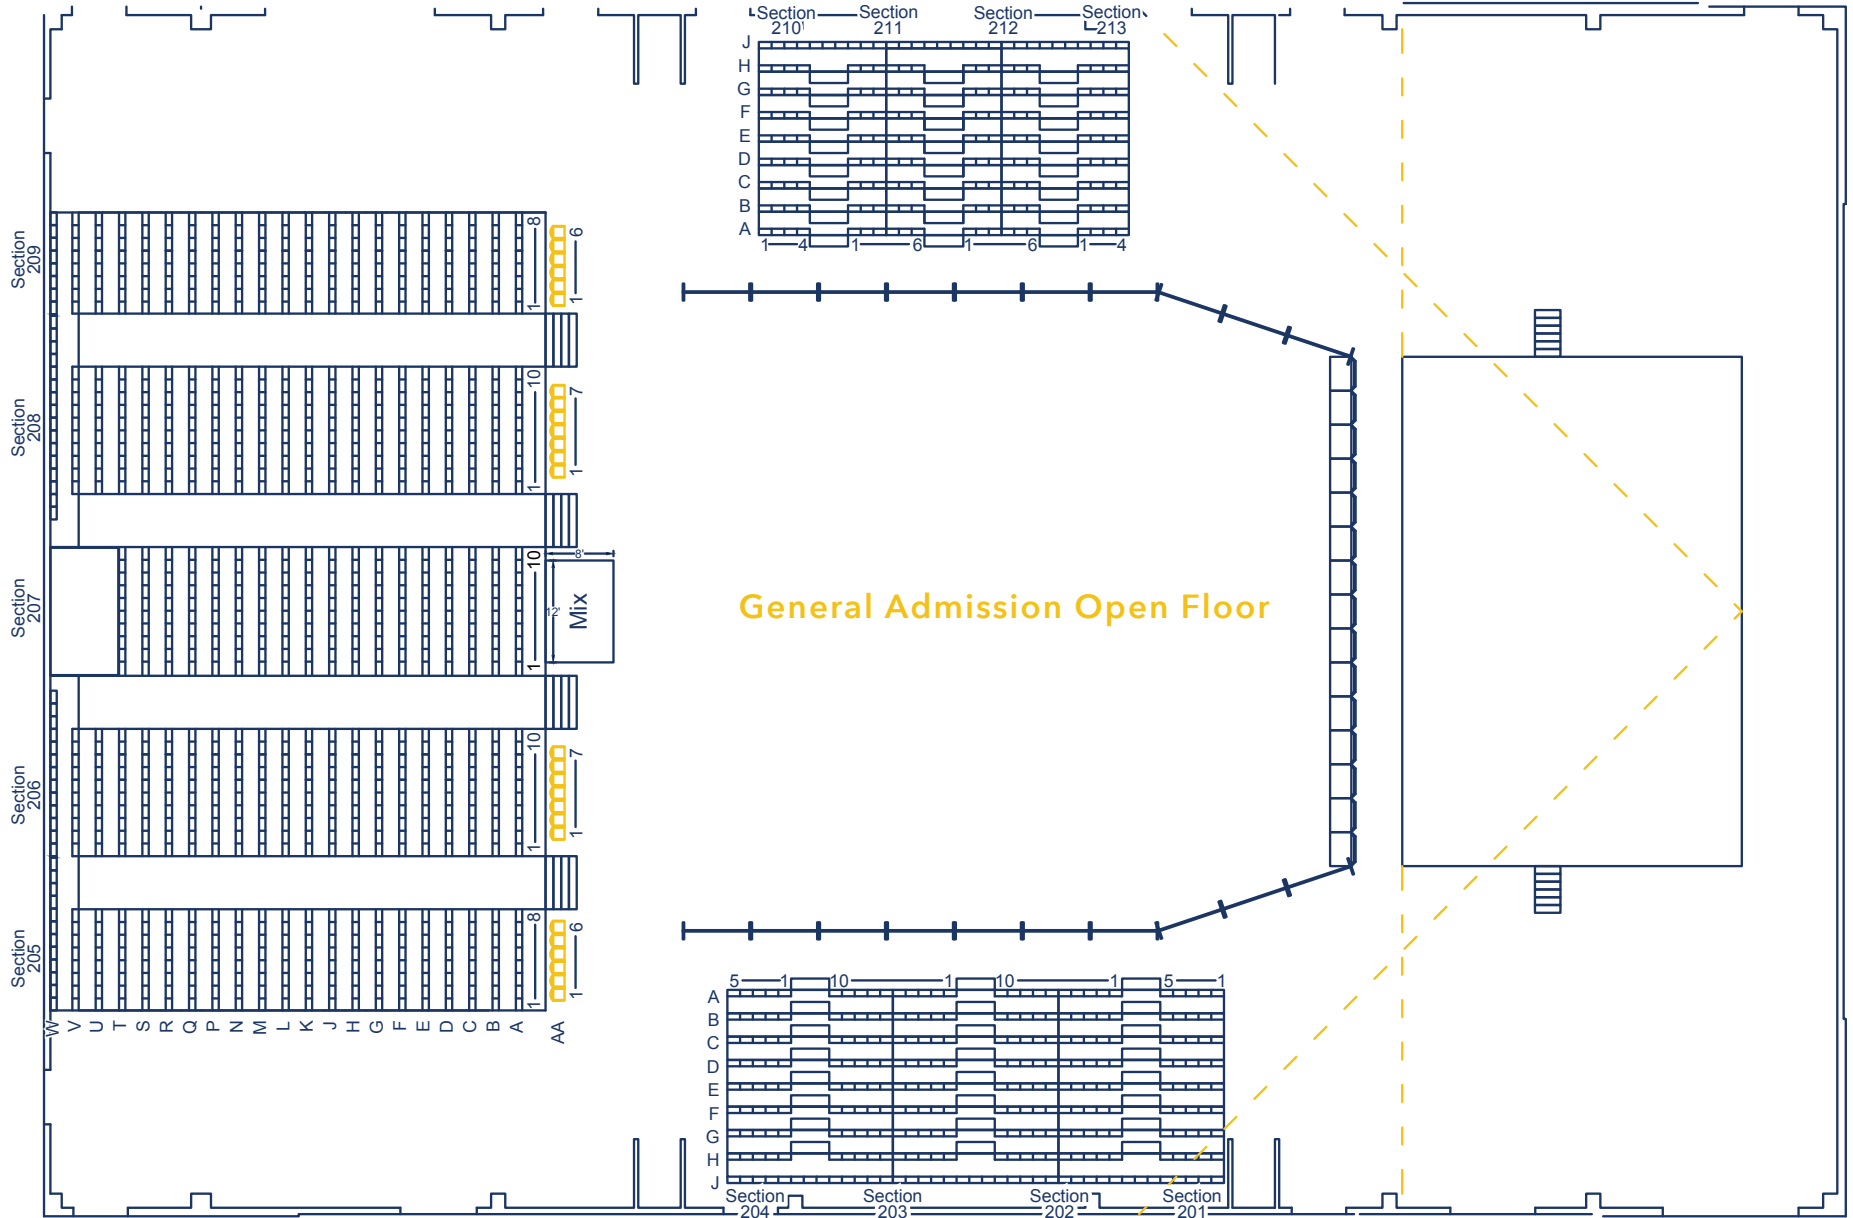 Section
210
Section
211
Section
212
Section
213
J
H
G
F
E
D
C
B
A
1 4 1 6 1 6 1 4
Section
209
8
1
6
1
Section
208
10
1
7
1
Section
207
10
1
8'
12'
Mix
General Admission Open Floor
Section
206
10
1
7
1
Section
205
8
1
6
1
W V U T S R Q P N M L K J H G F E D C B A AA
5 1 10 1 10 1 5 1
A
B
C
D
E
F
G
H
J
Section
204
Section
203
Section
202
Section
201